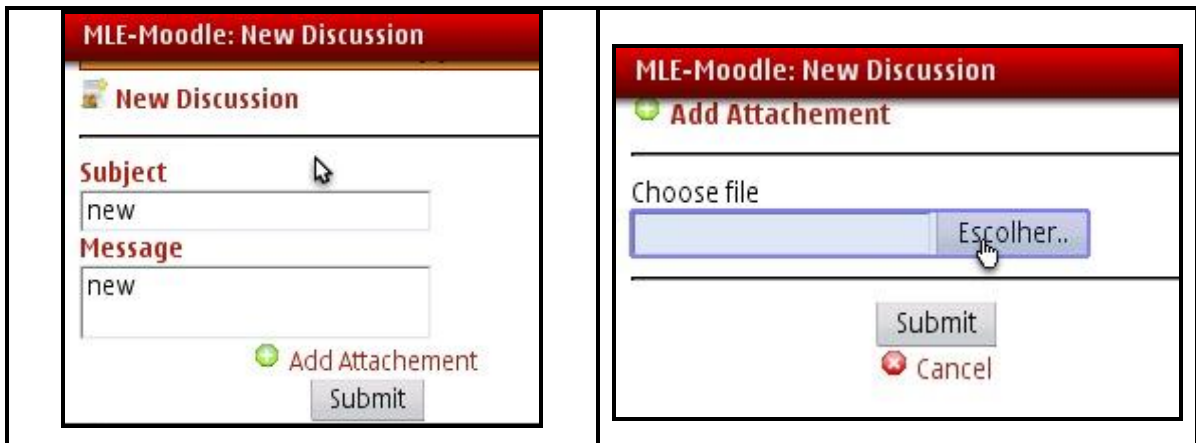 MLE-Moodle: New Discussion
New Discussion
Subject
new
Message
new
Add Attachement
Submit
MLE-Moodle: New Discussion
Add Attachement
Choose file
Escolher..
Submit
Cancel